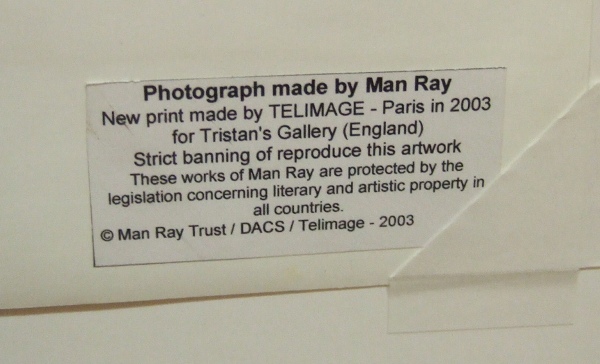 Photograph made by Man Ray
New print made by TELIMAGE - Paris in 2003
for Tristan's Gallery (England)
Strict banning of reproduce this artwork
These works of Man Ray are protected by the
legislation concerning literary and artistic property in
all countries.
© Man Ray Trust / DACS / Telimage - 2003